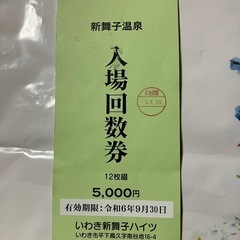 新舞子温泉
入場回数券
12枚綴
5,000円
有効期限：令和6年9月30日
いわき新舞子ハイツ
いわき市平下高久字南谷地16-4